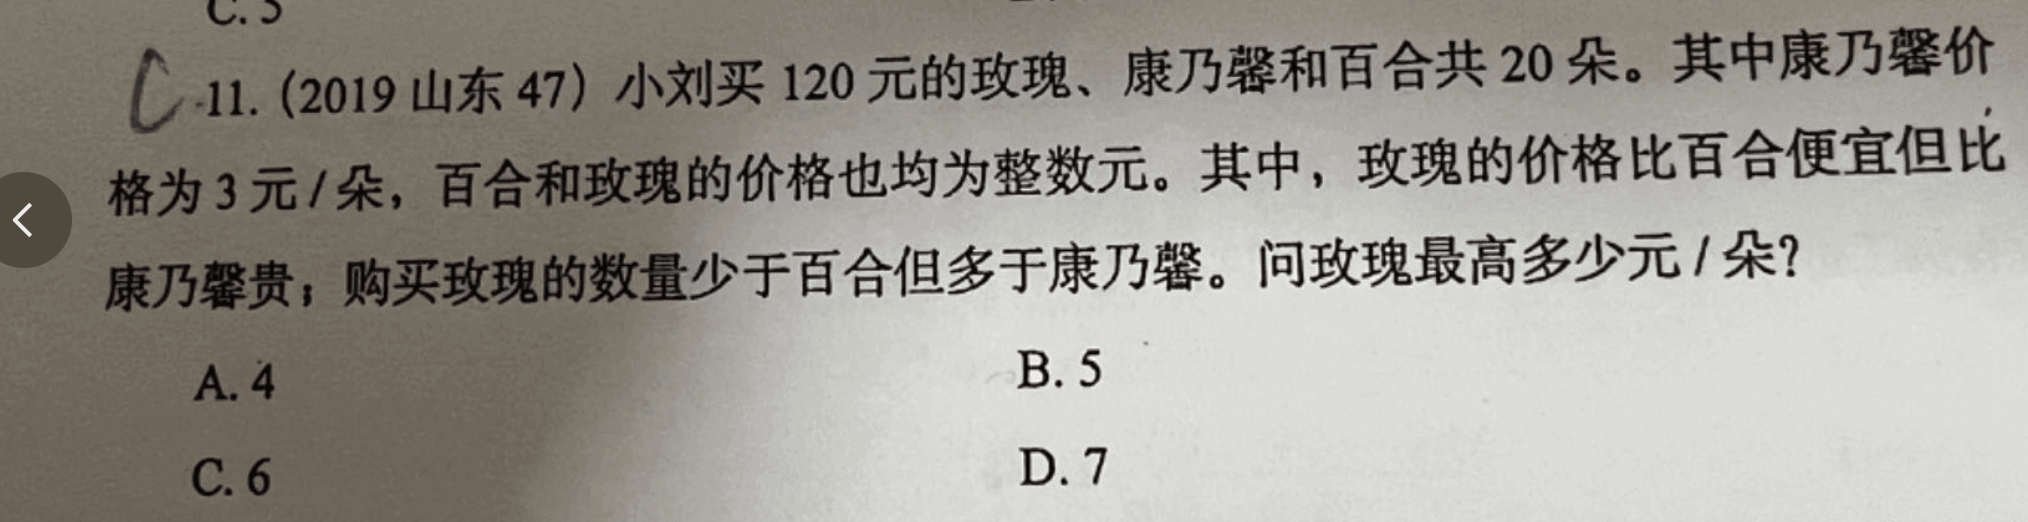 C. 5
C 11. (2019 山东 47) 小刘买 120 元的玫瑰、康乃馨和百合共 20 朵。其中康乃馨价
格为 3 元 / 朵，百合和玫瑰的价格也均为整数元。其中，玫瑰的价格比百合便宜但比
康乃馨贵；购买玫瑰的数量少于百合但多于康乃馨。问玫瑰最高多少元 / 朵?
A. 4 B. 5
C. 6 D. 7